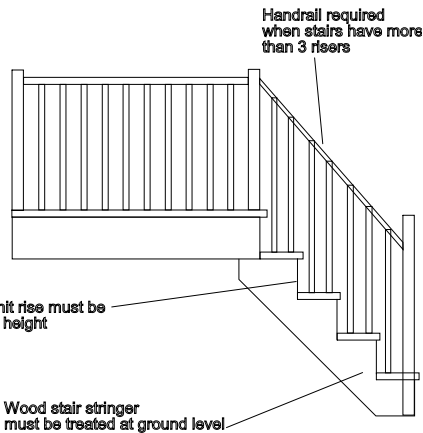 Handrail required
when stairs have more
than 3 risers
rise must be
height
Wood stair stringer
must be treated at ground level